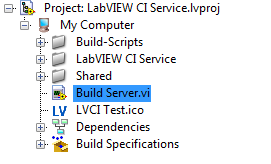 Project: LabVIEW CI Service.lvproj
My Computer
Build-Scripts
LabVIEW CI Service
Shared
Build Server.vi
LV LVCI Test.ico
Dependencies
Build Specifications